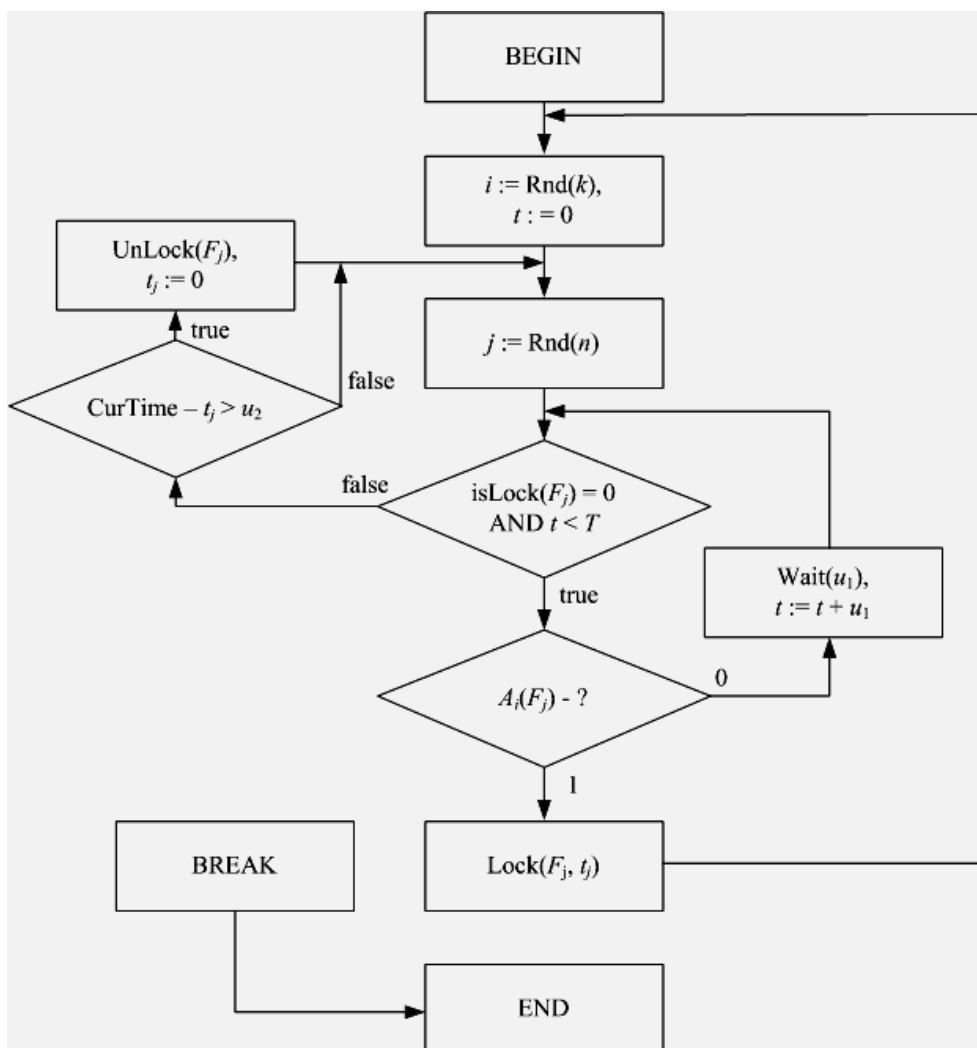 BEGIN
i := Rnd(k),
t : = 0
UnLock(Fj),
tj := 0
true
j := Rnd(n)
CurTime – tj > u2
false
false
isLock(Fj) = 0
AND t < T
true
Wait(u1),
t := t + u1
0
Ai(Fj) - ?
1
BREAK
Lock(Fj, tj)
END